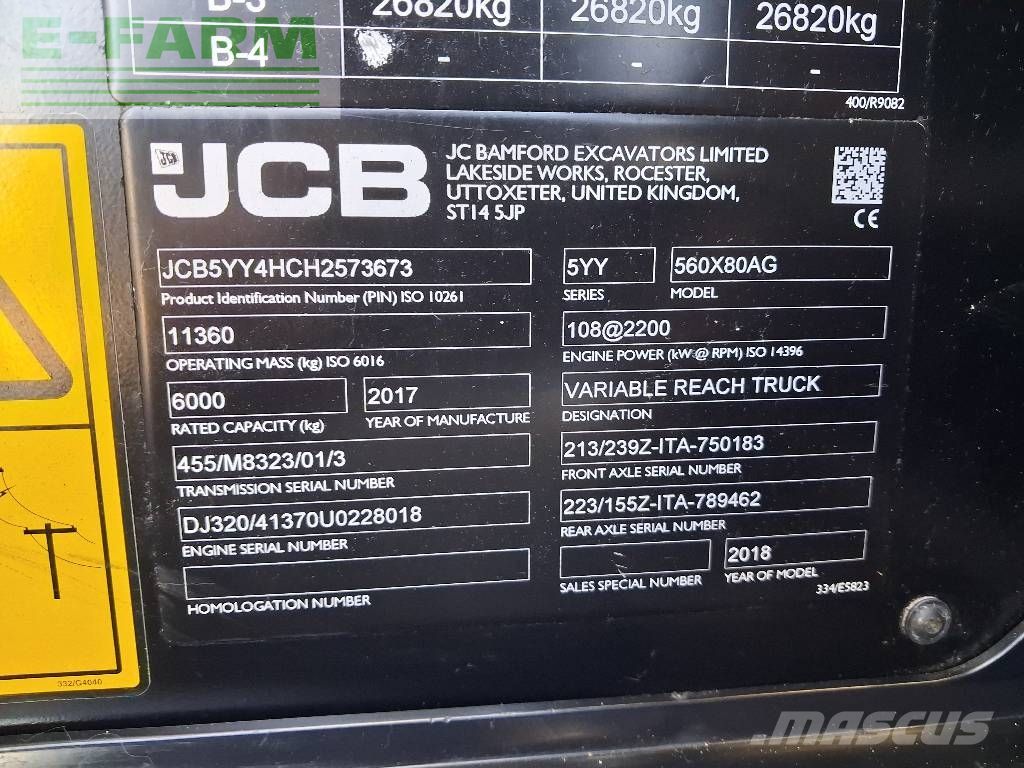 B-3 26820kg 26820kg 26820kg
B-4 - - -
E-FARM
400/R9082
JCB
JCB
JC BAMFORD EXCAVATORS LIMITED
LAKESIDE WORKS, ROCESTER,
UTTOXETER, UNITED KINGDOM,
ST14 5JP
CE
JCB5YY4HCH2573673
Product Identification Number (PIN) ISO 10261
5YY
SERIES
560X80AG
MODEL
11360
OPERATING MASS (kg) ISO 6016
108@2200
ENGINE POWER (kW @ RPM) ISO 14396
6000
RATED CAPACITY (kg)
2017
YEAR OF MANUFACTURE
VARIABLE REACH TRUCK
DESIGNATION
455/M8323/01/3
TRANSMISSION SERIAL NUMBER
213/239Z-ITA-750183
FRONT AXLE SERIAL NUMBER
DJ320/41370U0228018
ENGINE SERIAL NUMBER
223/155Z-ITA-789462
REAR AXLE SERIAL NUMBER
HOMOLOGATION NUMBER
SALES SPECIAL NUMBER
2018
YEAR OF MODEL
334/E5823
332/G4640
MASCUS